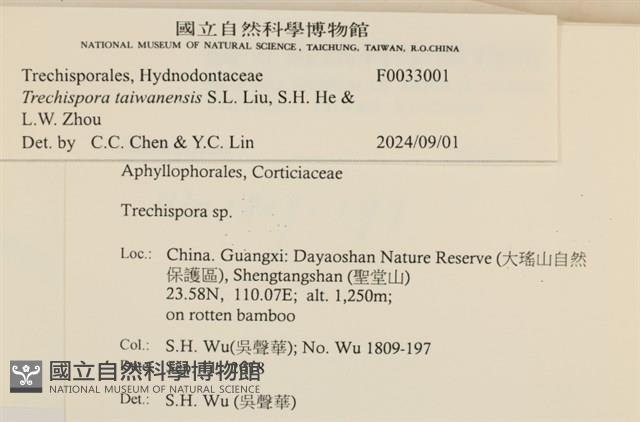 國立自然科學博物館
NATIONAL MUSEUM OF NATURAL SCIENCE, TAICHUNG, TAIWAN, R.O.CHINA
Trechisporales, Hydnodontaceae F0033001
Trechispora taiwanensis S.L. Liu, S.H. He &
L.W. Zhou
Det. by C.C. Chen & Y.C. Lin 2024/09/01
Aphyllophorales, Corticiaceae
Trechispora sp.
Loc.: China. Guangxi: Dayaoshan Nature Reserve (大瑤山自然
保護區), Shengtangshan (聖堂山)
23.58N, 110.07E; alt. 1,250m;
on rotten bamboo
Col.: S.H. Wu(吳聲華); No. Wu 1809-197
2018
國立自然科學博物館
NATIONAL MUSEUM OF NATURAL SCIENCE
Det.: S.H. Wu (吳聲華)